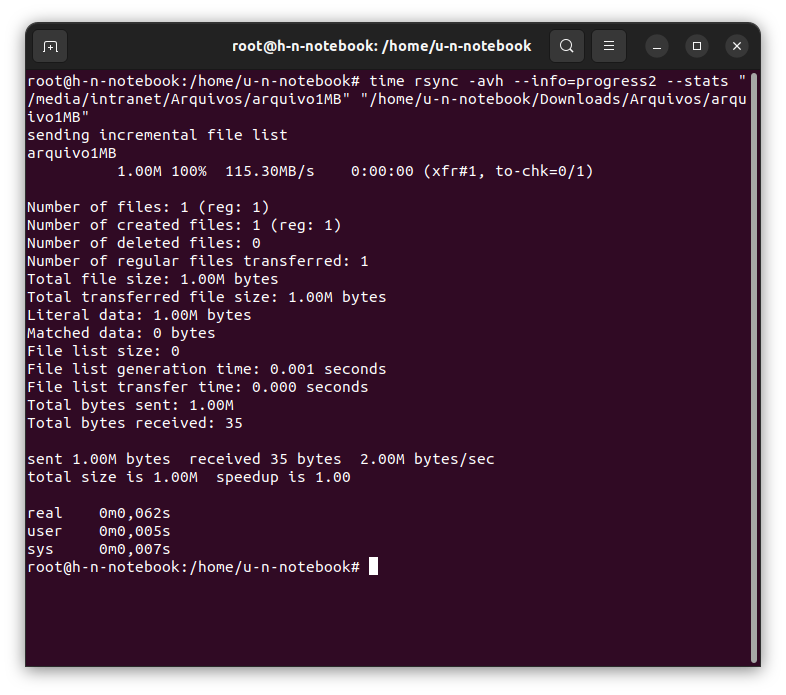 root@h-n-notebook: /home/u-n-notebook
root@h-n-notebook:/home/u-n-notebook# time rsync -avh --info=progress2 --stats "
/media/intranet/Arquivos/arquivo1MB" "/home/u-n-notebook/Downloads/Arquivos/arqu
ivo1MB"
sending incremental file list
arquivo1MB
          1.00M 100%  115.30MB/s    0:00:00 (xfr#1, to-chk=0/1)
Number of files: 1 (reg: 1)
Number of created files: 1 (reg: 1)
Number of deleted files: 0
Number of regular files transferred: 1
Total file size: 1.00M bytes
Total transferred file size: 1.00M bytes
Literal data: 1.00M bytes
Matched data: 0 bytes
File list size: 0
File list generation time: 0.001 seconds
File list transfer time: 0.000 seconds
Total bytes sent: 1.00M
Total bytes received: 35
sent 1.00M bytes  received 35 bytes  2.00M bytes/sec
total size is 1.00M  speedup is 1.00
real    0m0,062s
user    0m0,005s
sys     0m0,007s
root@h-n-notebook:/home/u-n-notebook#